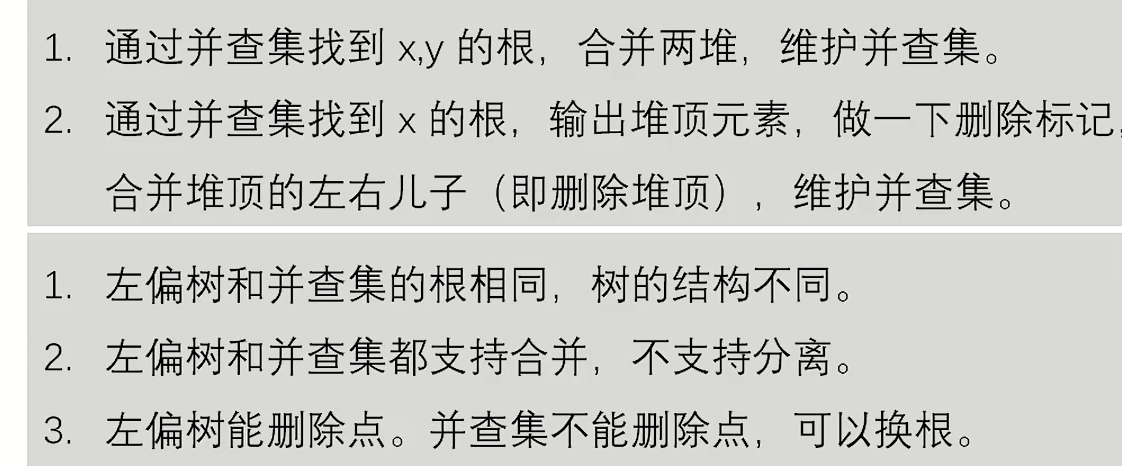 1. 通过并查集找到 x,y 的根，合并两堆，维护并查集。
2. 通过并查集找到 x 的根，输出堆顶元素，做一下删除标记，
合并堆顶的左右儿子（即删除堆顶），维护并查集。
1. 左偏树和并查集的根相同，树的结构不同。
2. 左偏树和并查集都支持合并，不支持分离。
3. 左偏树能删除点。并查集不能删除点，可以换根。